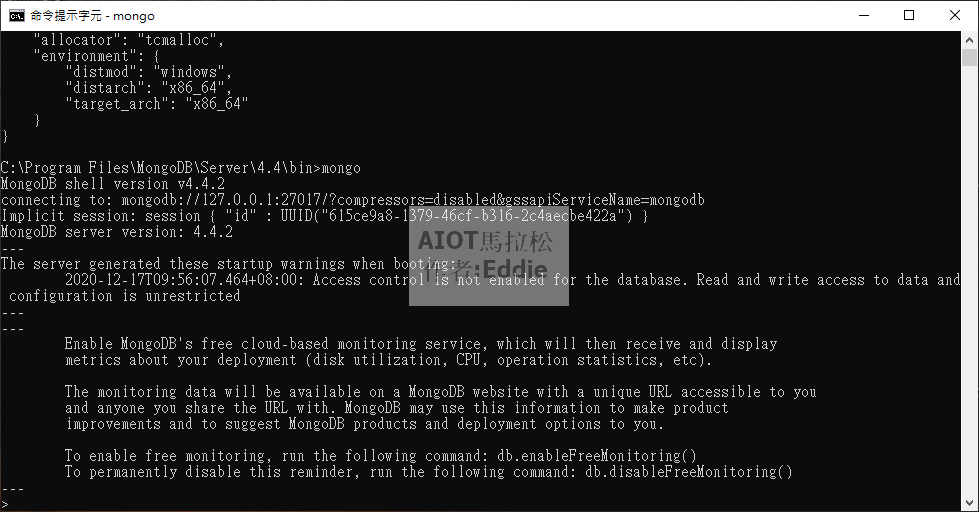 命令提示字元 - mongo
    "allocator": "tcmalloc",
    "environment": {
        "distmod": "windows",
        "distarch": "x86_64",
        "target_arch": "x86_64"
    }
}
C:\Program Files\MongoDB\Server\4.4\bin>mongo
MongoDB shell version v4.4.2
connecting to: mongodb://127.0.0.1:27017/?compressors=disabled&gssapiServiceName=mongodb
Implicit session: session { "id" : UUID("615ce9a8-1379-46cf-b316-2c4aecbe422a") }
MongoDB server version: 4.4.2
---
The server generated these startup warnings when booting:
        2020-12-17T09:56:07.464+08:00: Access control is not enabled for the database. Read and write access to data and
 configuration is unrestricted
---
---
        Enable MongoDB's free cloud-based monitoring service, which will then receive and display
        metrics about your deployment (disk utilization, CPU, operation statistics, etc).
        The monitoring data will be available on a MongoDB website with a unique URL accessible to you
        and anyone you share the URL with. MongoDB may use this information to make product
        improvements and to suggest MongoDB products and deployment options to you.
        To enable free monitoring, run the following command: db.enableFreeMonitoring()
        To permanently disable this reminder, run the following command: db.disableFreeMonitoring()
---
>
AIOT馬拉松
作者:Eddie